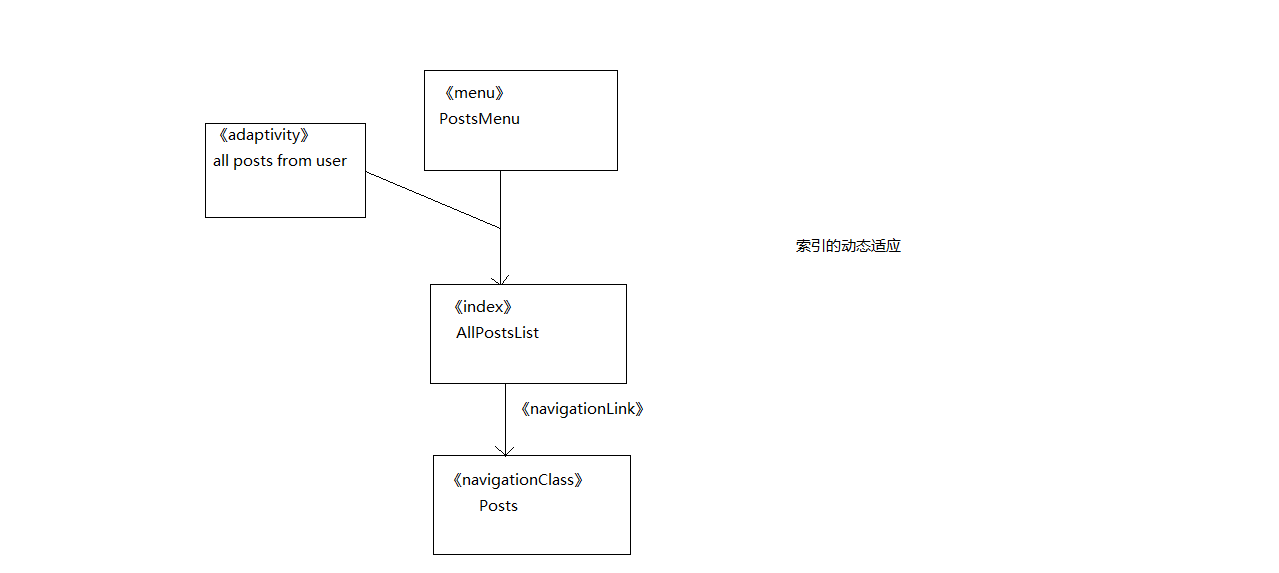 《menu》
PostsMenu
《adaptivity》
all posts from user
索引的动态适应
《index》
AllPostsList
《navigationLink》
《navigationClass》
Posts